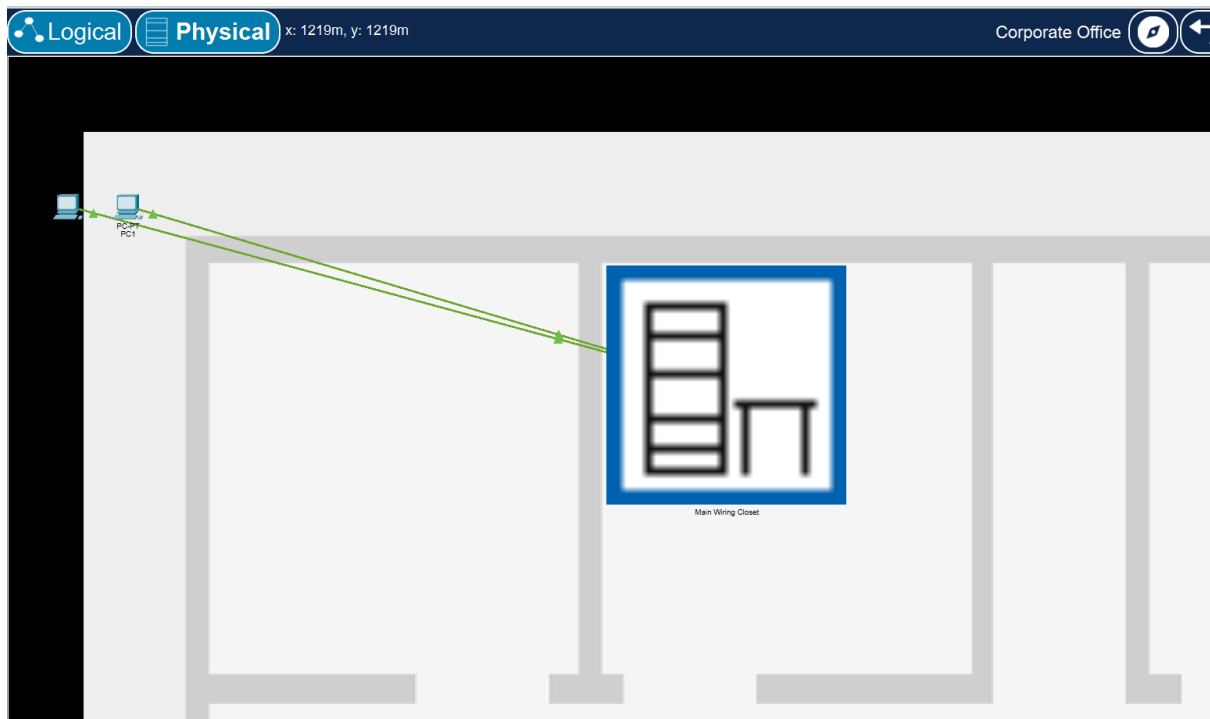 Logical
Physical
x: 1219m, y: 1219m
Corporate Office
PC-PT
PC1
Main Wiring Closet